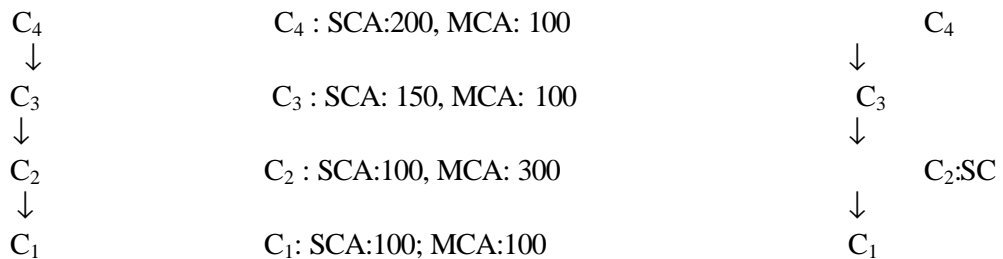 C₄ C₄ : SCA:200, MCA: 100 C₄
↓ ↓
C₃ C₃ : SCA: 150, MCA: 100 C₃
↓ ↓
C₂ C₂ : SCA:100, MCA: 300 C₂:SC
↓ ↓
C₁ C₁: SCA:100; MCA:100 C₁